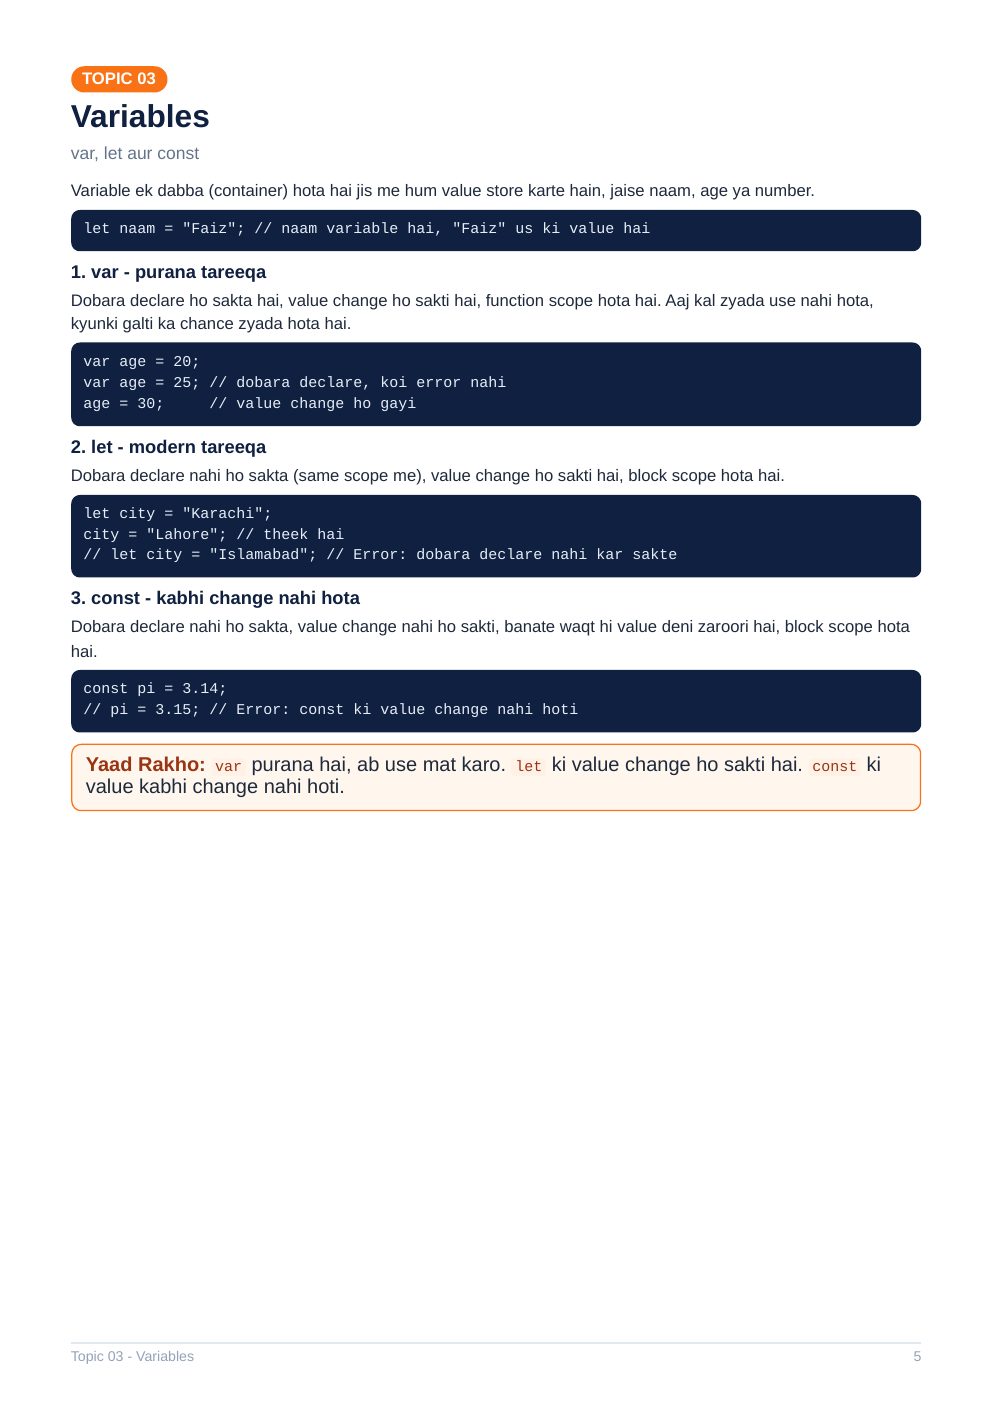 TOPIC 03
Variables
var, let aur const
Variable ek dabba (container) hota hai jis me hum value store karte hain, jaise naam, age ya number.
let naam = "Faiz"; // naam variable hai, "Faiz" us ki value hai
1. var - purana tareeqa
Dobara declare ho sakta hai, value change ho sakti hai, function scope hota hai. Aaj kal zyada use nahi hota,
kyunki galti ka chance zyada hota hai.
var age = 20;
var age = 25; // dobara declare, koi error nahi
age = 30;     // value change ho gayi
2. let - modern tareeqa
Dobara declare nahi ho sakta (same scope me), value change ho sakti hai, block scope hota hai.
let city = "Karachi";
city = "Lahore"; // theek hai
// let city = "Islamabad"; // Error: dobara declare nahi kar sakte
3. const - kabhi change nahi hota
Dobara declare nahi ho sakta, value change nahi ho sakti, banate waqt hi value deni zaroori hai, block scope hota
hai.
const pi = 3.14;
// pi = 3.15; // Error: const ki value change nahi hoti
Yaad Rakho: var purana hai, ab use mat karo. let ki value change ho sakti hai. const ki
value kabhi change nahi hoti.
Topic 03 - Variables
5